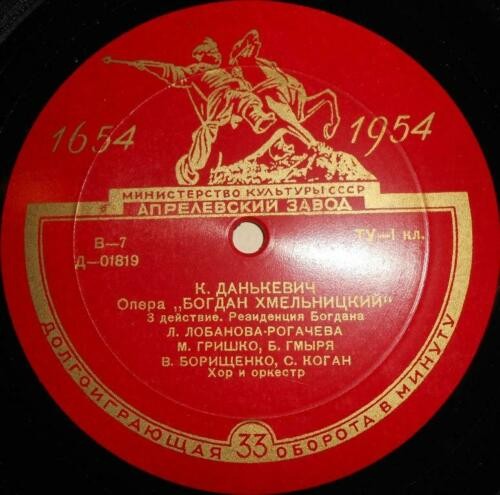 1654 1954
МИНИСТЕРСТВО КУЛЬТУРЫ СССР
АПРЕЛЕВСКИЙ ЗАВОД
В—7
ТУ—1 кл.
Д—01819
К. ДАНЬКЕВИЧ
Опера „БОГДАН ХМЕЛЬНИЦКИЙ"
3 действие. Резиденция Богдана
Л. ЛОБАНОВА-РОГАЧЕВА
М. ГРИШКО, Б. ГМЫРЯ
В. БОРИЩЕНКО, С. КОГАН
Хор и оркестр
ДОЛГОИГРАЮЩАЯ 33 ОБОРОТА В МИНУТУ